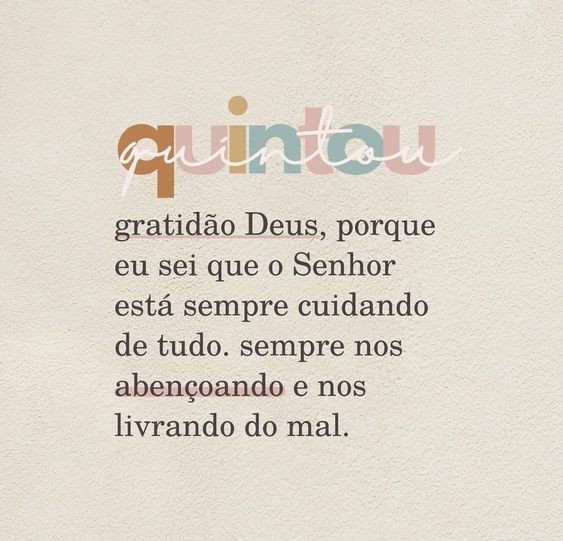 quintou
quintou
gratidão Deus, porque
eu sei que o Senhor
está sempre cuidando
de tudo. sempre nos
abençoando e nos
livrando do mal.